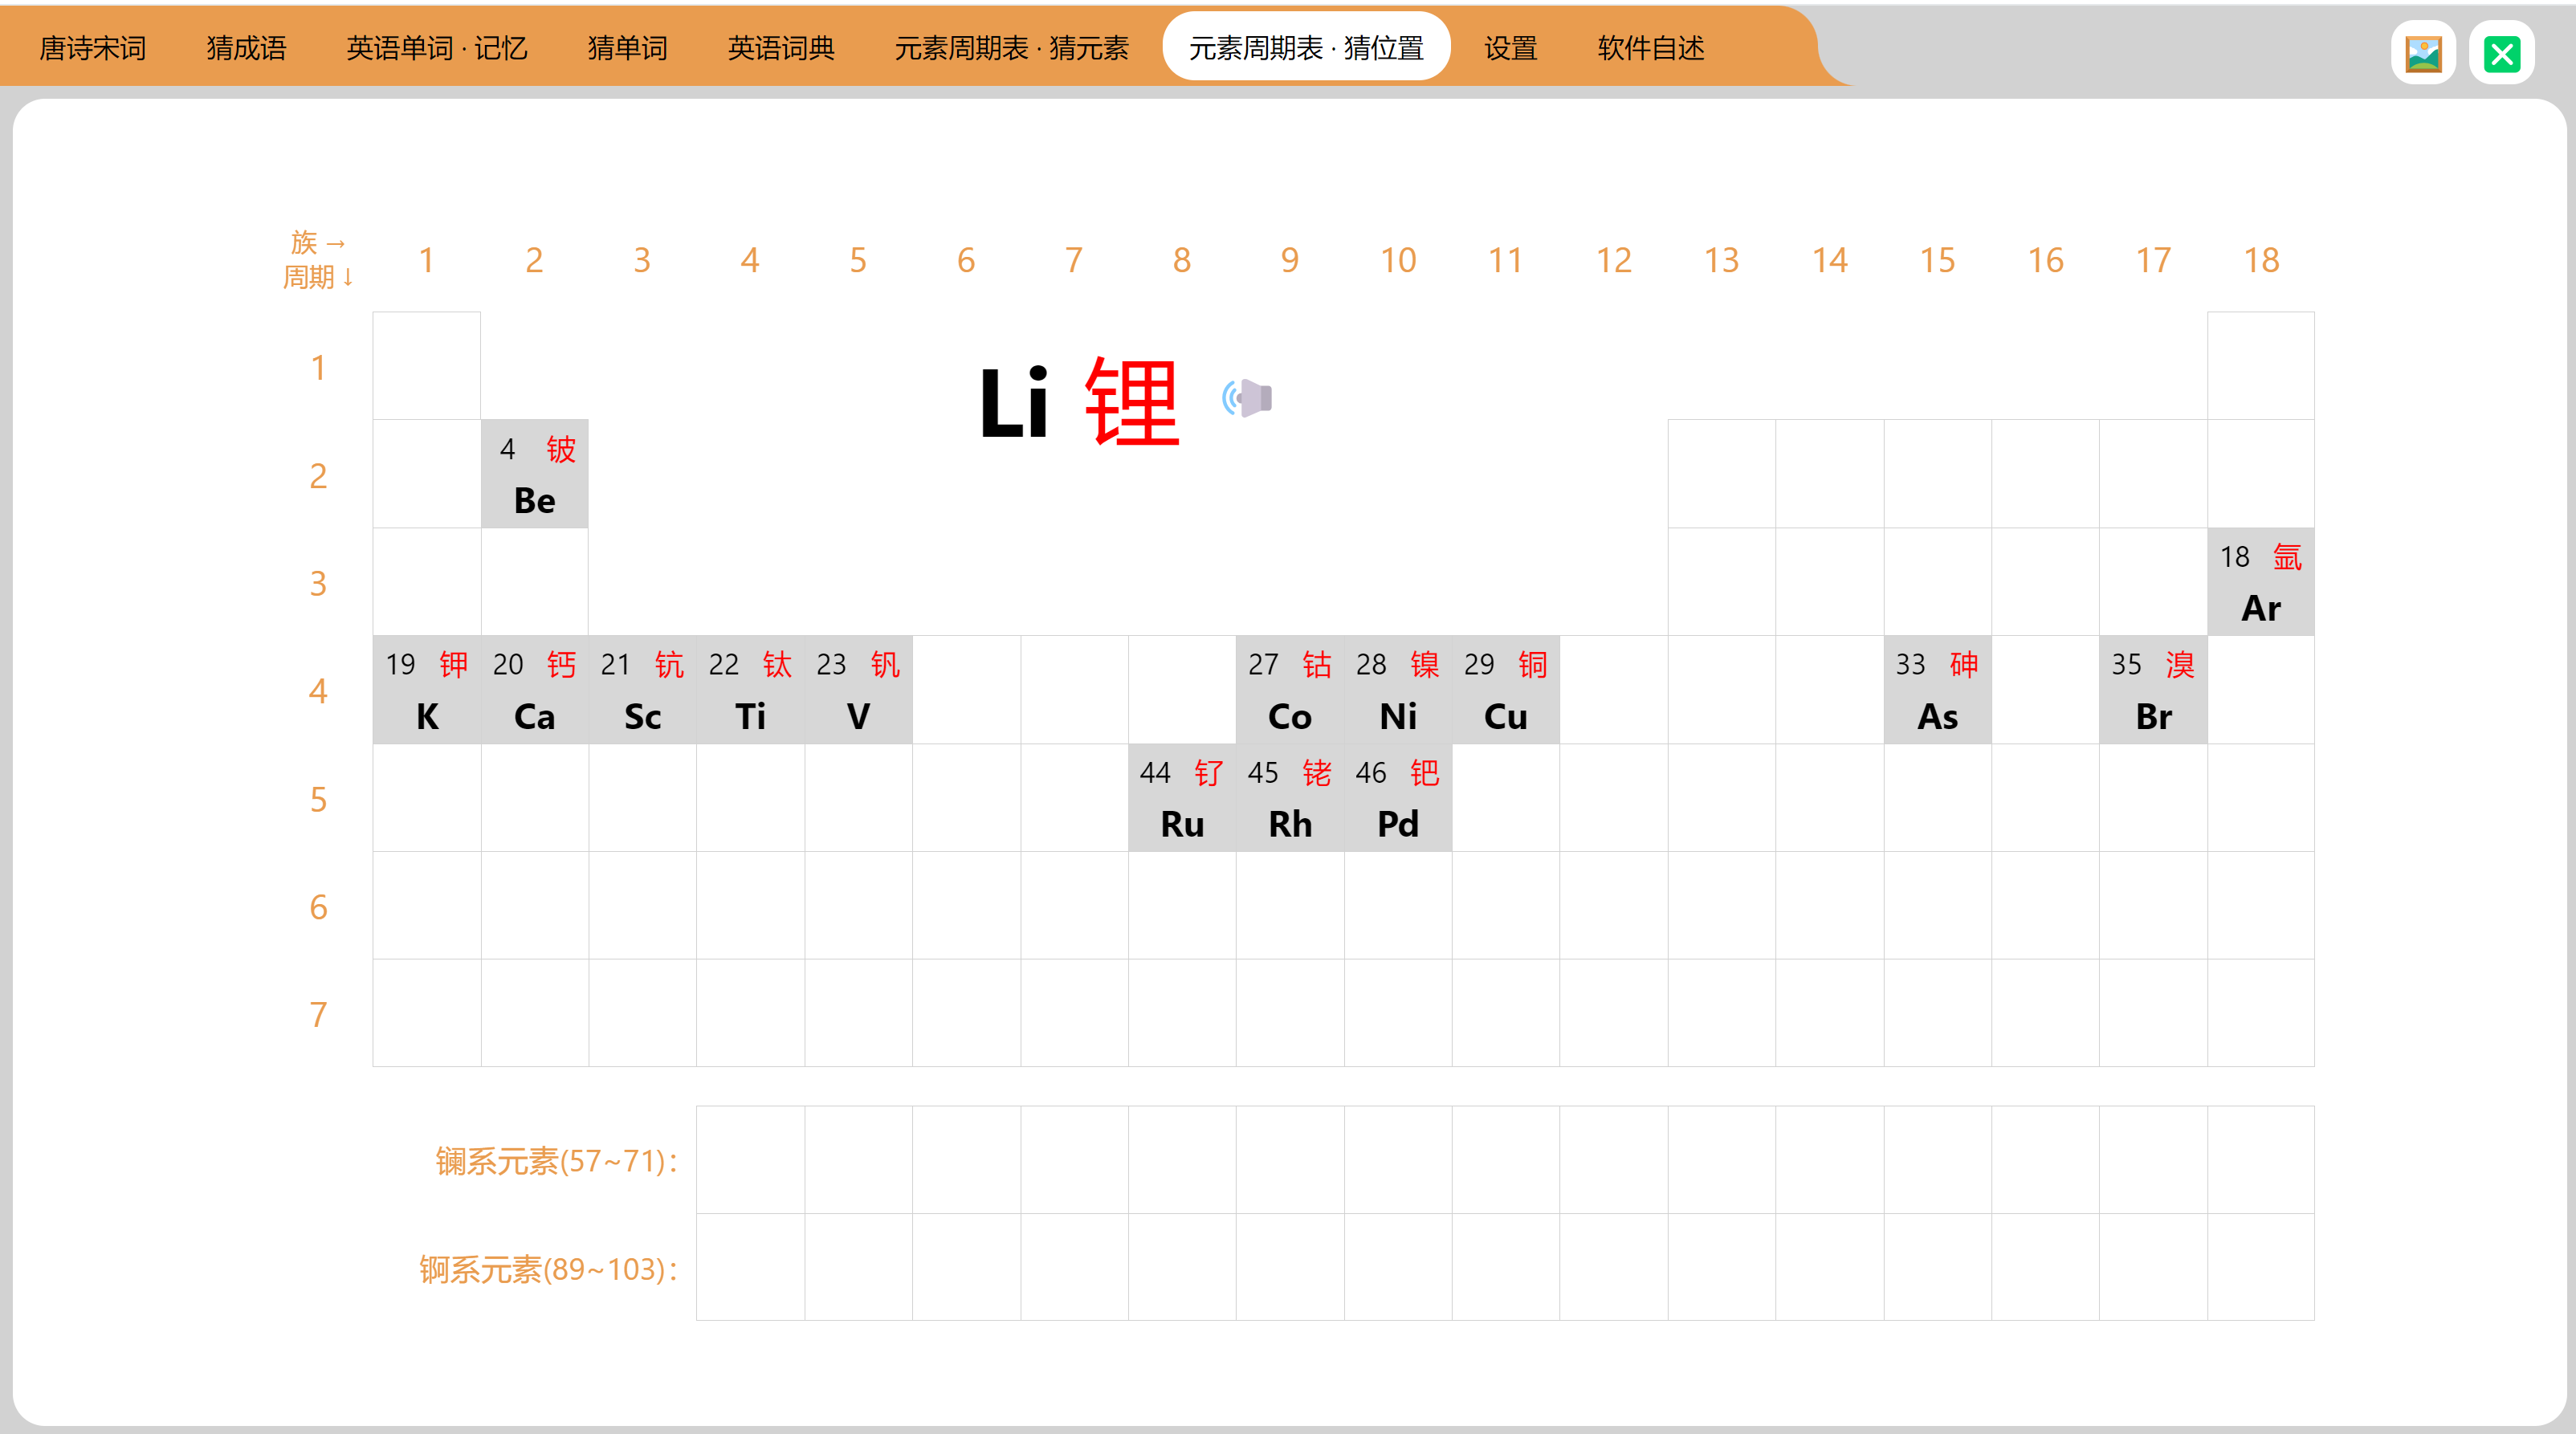 唐诗宋词 猜成语 英语单词 · 记忆 猜单词 英语词典 元素周期表 · 猜元素 元素周期表 · 猜位置 设置 软件自述
族 → 1 2 3 4 5 6 7 8 9 10 11 12 13 14 15 16 17 18
周期 ↓
1
Li 锂
2
4 铍
Be
3
18 氩
Ar
4
19 钾 20 钙 21 钪 22 钛 23 钒 27 钴 28 镍 29 铜 33 砷 35 溴
K Ca Sc Ti V Co Ni Cu As Br
5
44 钌 45 铑 46 钯
Ru Rh Pd
6
7
镧系元素(57~71)：
锕系元素(89~103)：